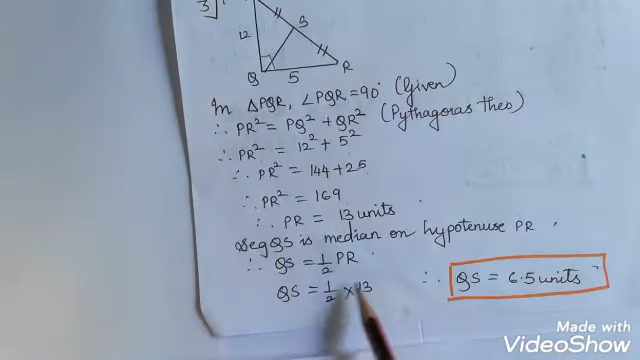 3
12
S
Q
5
R
In △PQR, ∠PQR = 90° (Given)
∴ PR² = PQ² + QR² (Pythagoras theo)
∴ PR² = 12² + 5²
∴ PR² = 144 + 25
∴ PR² = 169
∴ PR = 13 units
Seg QS is median on hypotenuse PR
∴ QS = 1/2 PR
QS = 1/2 × 13
∴ QS = 6.5 units
Made with
VideoShow